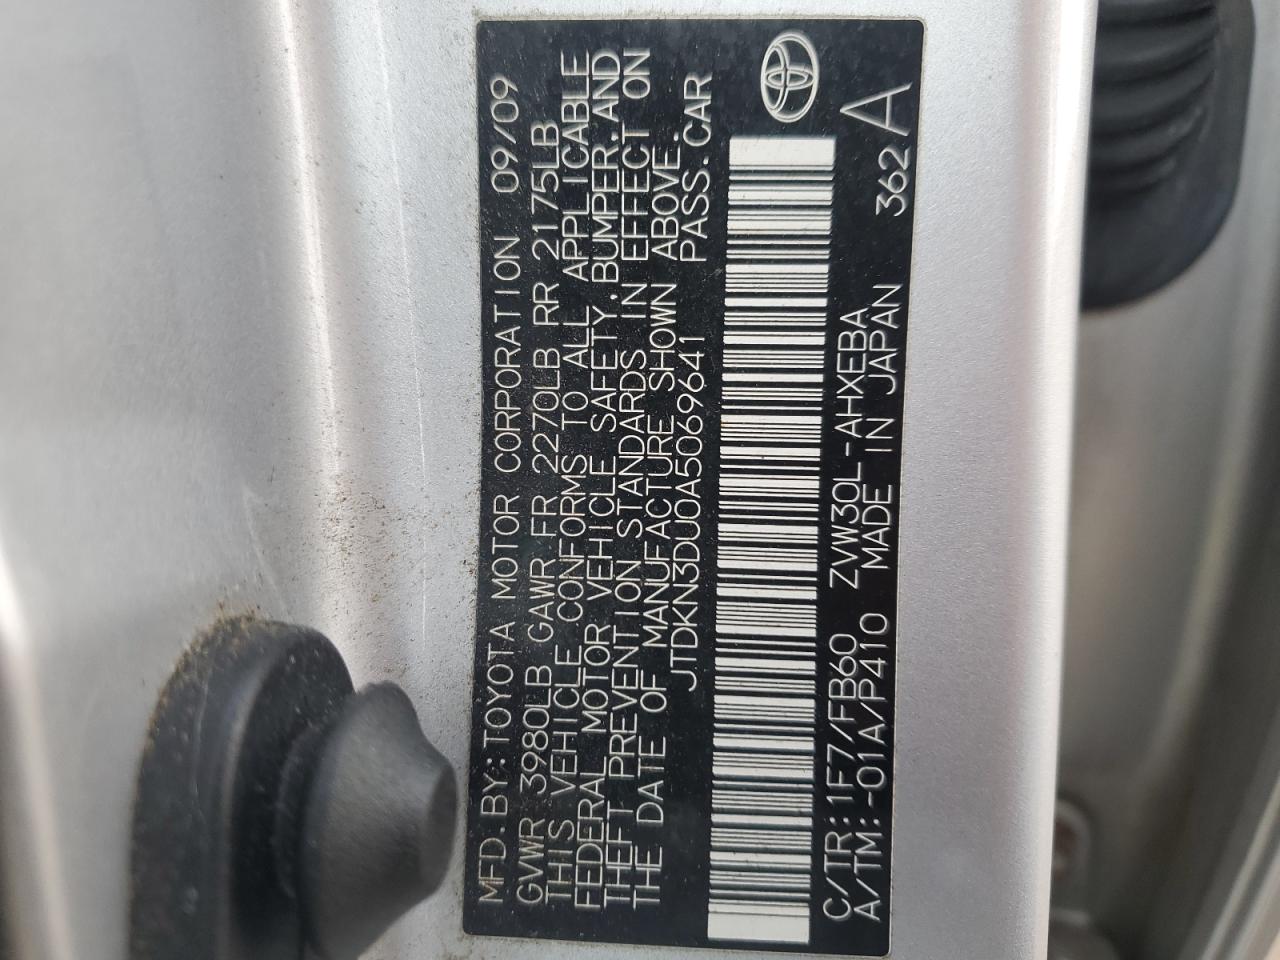 MFD.BY:TOYOTA MOTOR CORPORATION 09/09
GVWR 3980LB GAWR FR 2270LB RR 2175LB
THIS VEHICLE CONFORMS TO ALL APPLICABLE
FEDERAL MOTOR VEHICLE SAFETY,BUMPER,AND
THEFT PREVENTION STANDARDS IN EFFECT ON
THE DATE OF MANUFACTURE SHOWN ABOVE.
JTDKN3DU0A5069641 PASS.CAR
C/TR:1F7/FB60 ZVW30L-AHXEBA 362 A
A/TM:-01A/P410 MADE IN JAPAN